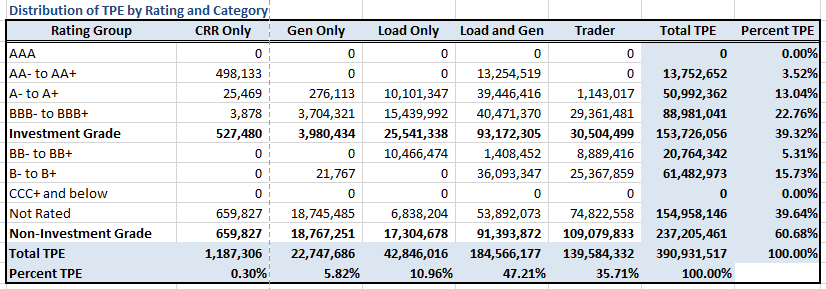 Distribution of TPE by Rating and Category
Rating Group CRR Only Gen Only Load Only Load and Gen Trader Total TPE Percent TPE
AAA 0 0 0 0 0 0 0.00%
AA- to AA+ 498,133 0 0 13,254,519 0 13,752,652 3.52%
A- to A+ 25,469 276,113 10,101,347 39,446,416 1,143,017 50,992,362 13.04%
BBB- to BBB+ 3,878 3,704,321 15,439,992 40,471,370 29,361,481 88,981,041 22.76%
Investment Grade 527,480 3,980,434 25,541,338 93,172,305 30,504,499 153,726,056 39.32%
BB- to BB+ 0 0 10,466,474 1,408,452 8,889,416 20,764,342 5.31%
B- to B+ 0 21,767 0 36,093,347 25,367,859 61,482,973 15.73%
CCC+ and below 0 0 0 0 0 0 0.00%
Not Rated 659,827 18,745,485 6,838,204 53,892,073 74,822,558 154,958,146 39.64%
Non-Investment Grade 659,827 18,767,251 17,304,678 91,393,872 109,079,833 237,205,461 60.68%
Total TPE 1,187,306 22,747,686 42,846,016 184,566,177 139,584,332 390,931,517 100.00%
Percent TPE 0.30% 5.82% 10.96% 47.21% 35.71% 100.00%